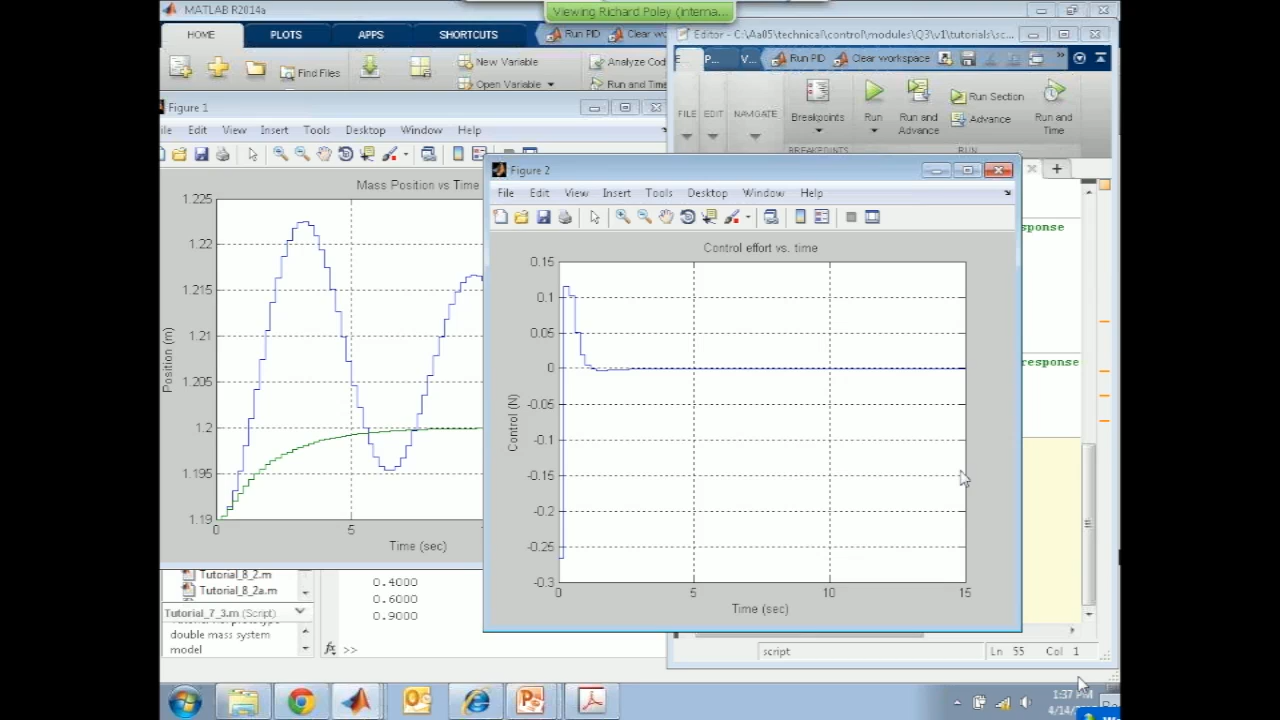 MATLAB R2014a
Viewing Richard Poley (interna...
HOME PLOTS APPS SHORTCUTS Run PID Clear wo
Find Files New Variable Analyze Cod
Open Variable Run and Time
Editor - C:\Aa05\technical\control\modules\Q3\v1\tutorials\sc...
E... P... V... Run PID Clear workspace
FILE EDIT NAVIGATE Breakpoints Run Run and Advance Run Section Advance Run and Time
BREAKPOINTS RUN
Figure 1
ile Edit View Insert Tools Desktop Window Help
Mass Position vs Time
Position (m)
1.225
1.22
1.215
1.21
1.205
1.2
1.195
1.19
0 5
Time (sec)
Figure 2
File Edit View Insert Tools Desktop Window Help
Control effort vs. time
Control (N)
0.15
0.1
0.05
0
-0.05
-0.1
-0.15
-0.2
-0.25
-0.3
0 5 10 15
Time (sec)
sponse
response
Tutorial_8_2.m
Tutorial_8_2a.m
Tutorial_7_3.m (Script)
double mass system
model
0.4000
0.6000
0.9000
fx >>
script Ln 55 Col 1
1:37 PM